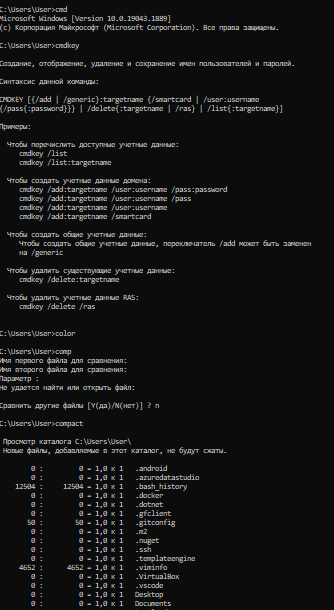 C:\Users\User>cmd
Microsoft Windows [Version 10.0.19043.1889]
(c) Корпорация Майкрософт (Microsoft Corporation). Все права защищены.
C:\Users\User>cmdkey
Создание, отображение, удаление и сохранение имен пользователей и паролей.
Синтаксис данной команды:
CMDKEY [{/add | /generic}:targetname {/smartcard | /user:username
{/pass{:password}}} | /delete{:targetname | /ras} | /list{:targetname}]
Примеры:
Чтобы перечислить доступные учетные данные:
cmdkey /list
cmdkey /list:targetname
Чтобы создать учетные данные домена:
cmdkey /add:targetname /user:username /pass:password
cmdkey /add:targetname /user:username /pass
cmdkey /add:targetname /user:username
cmdkey /add:targetname /smartcard
Чтобы создать общие учетные данные:
Чтобы создать общие учетные данные, переключатель /add может быть заменен
на /generic
Чтобы удалить существующие учетные данные:
cmdkey /delete:targetname
Чтобы удалить учетные данные RAS:
cmdkey /delete /ras
C:\Users\User>color
C:\Users\User>comp
Имя первого файла для сравнения:
Имя второго файла для сравнения:
Параметр :
Не удается найти или открыть файл:
Сравнить другие файлы [Y(да)/N(нет)] ? n
C:\Users\User>compact
Просмотр каталога C:\Users\User\
Новые файлы, добавляемые в этот каталог, не будут сжаты.
0 : 0 = 1,0 к 1 .android
0 : 0 = 1,0 к 1 .azuredatastudio
12504 : 12504 = 1,0 к 1 .bash_history
0 : 0 = 1,0 к 1 .docker
0 : 0 = 1,0 к 1 .dotnet
0 : 0 = 1,0 к 1 .gfclient
50 : 50 = 1,0 к 1 .gitconfig
0 : 0 = 1,0 к 1 .m2
0 : 0 = 1,0 к 1 .nuget
0 : 0 = 1,0 к 1 .ssh
0 : 0 = 1,0 к 1 .templateengine
4652 : 4652 = 1,0 к 1 .viminfo
0 : 0 = 1,0 к 1 .VirtualBox
0 : 0 = 1,0 к 1 .vscode
0 : 0 = 1,0 к 1 Desktop
0 : 0 = 1,0 к 1 Documents